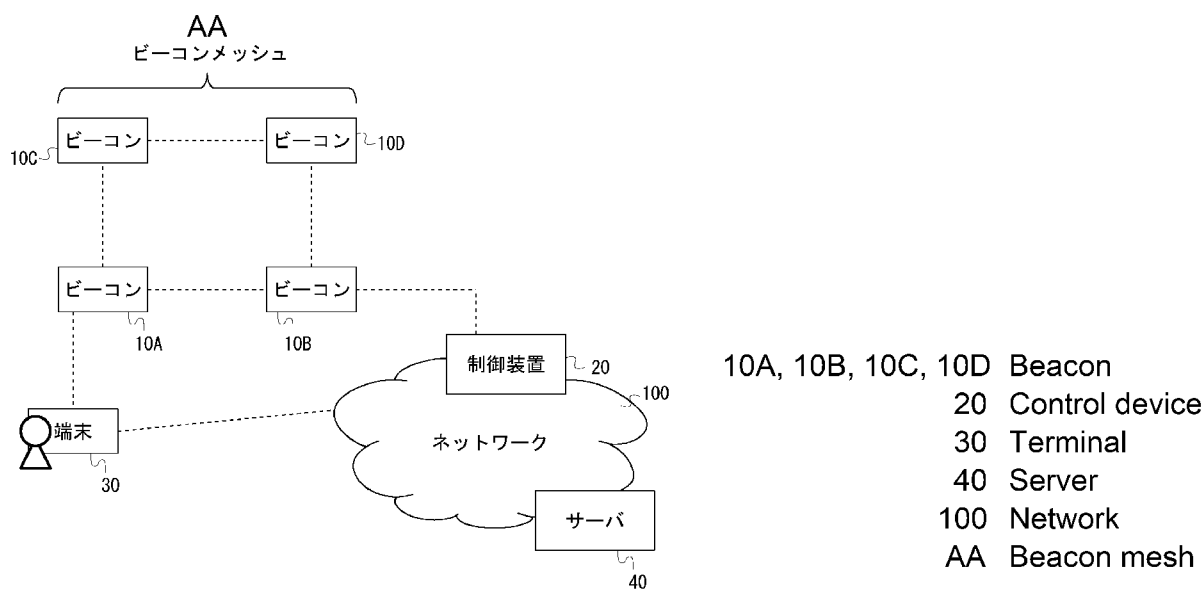 AA
ビーコンメッシュ
ビーコン
ビーコン
10C
10D
ビーコン
ビーコン
10A
10B
制御装置
20
100
端末
ネットワーク
30
サーバ
40
10A, 10B, 10C, 10D Beacon
20 Control device
30 Terminal
40 Server
100 Network
AA Beacon mesh